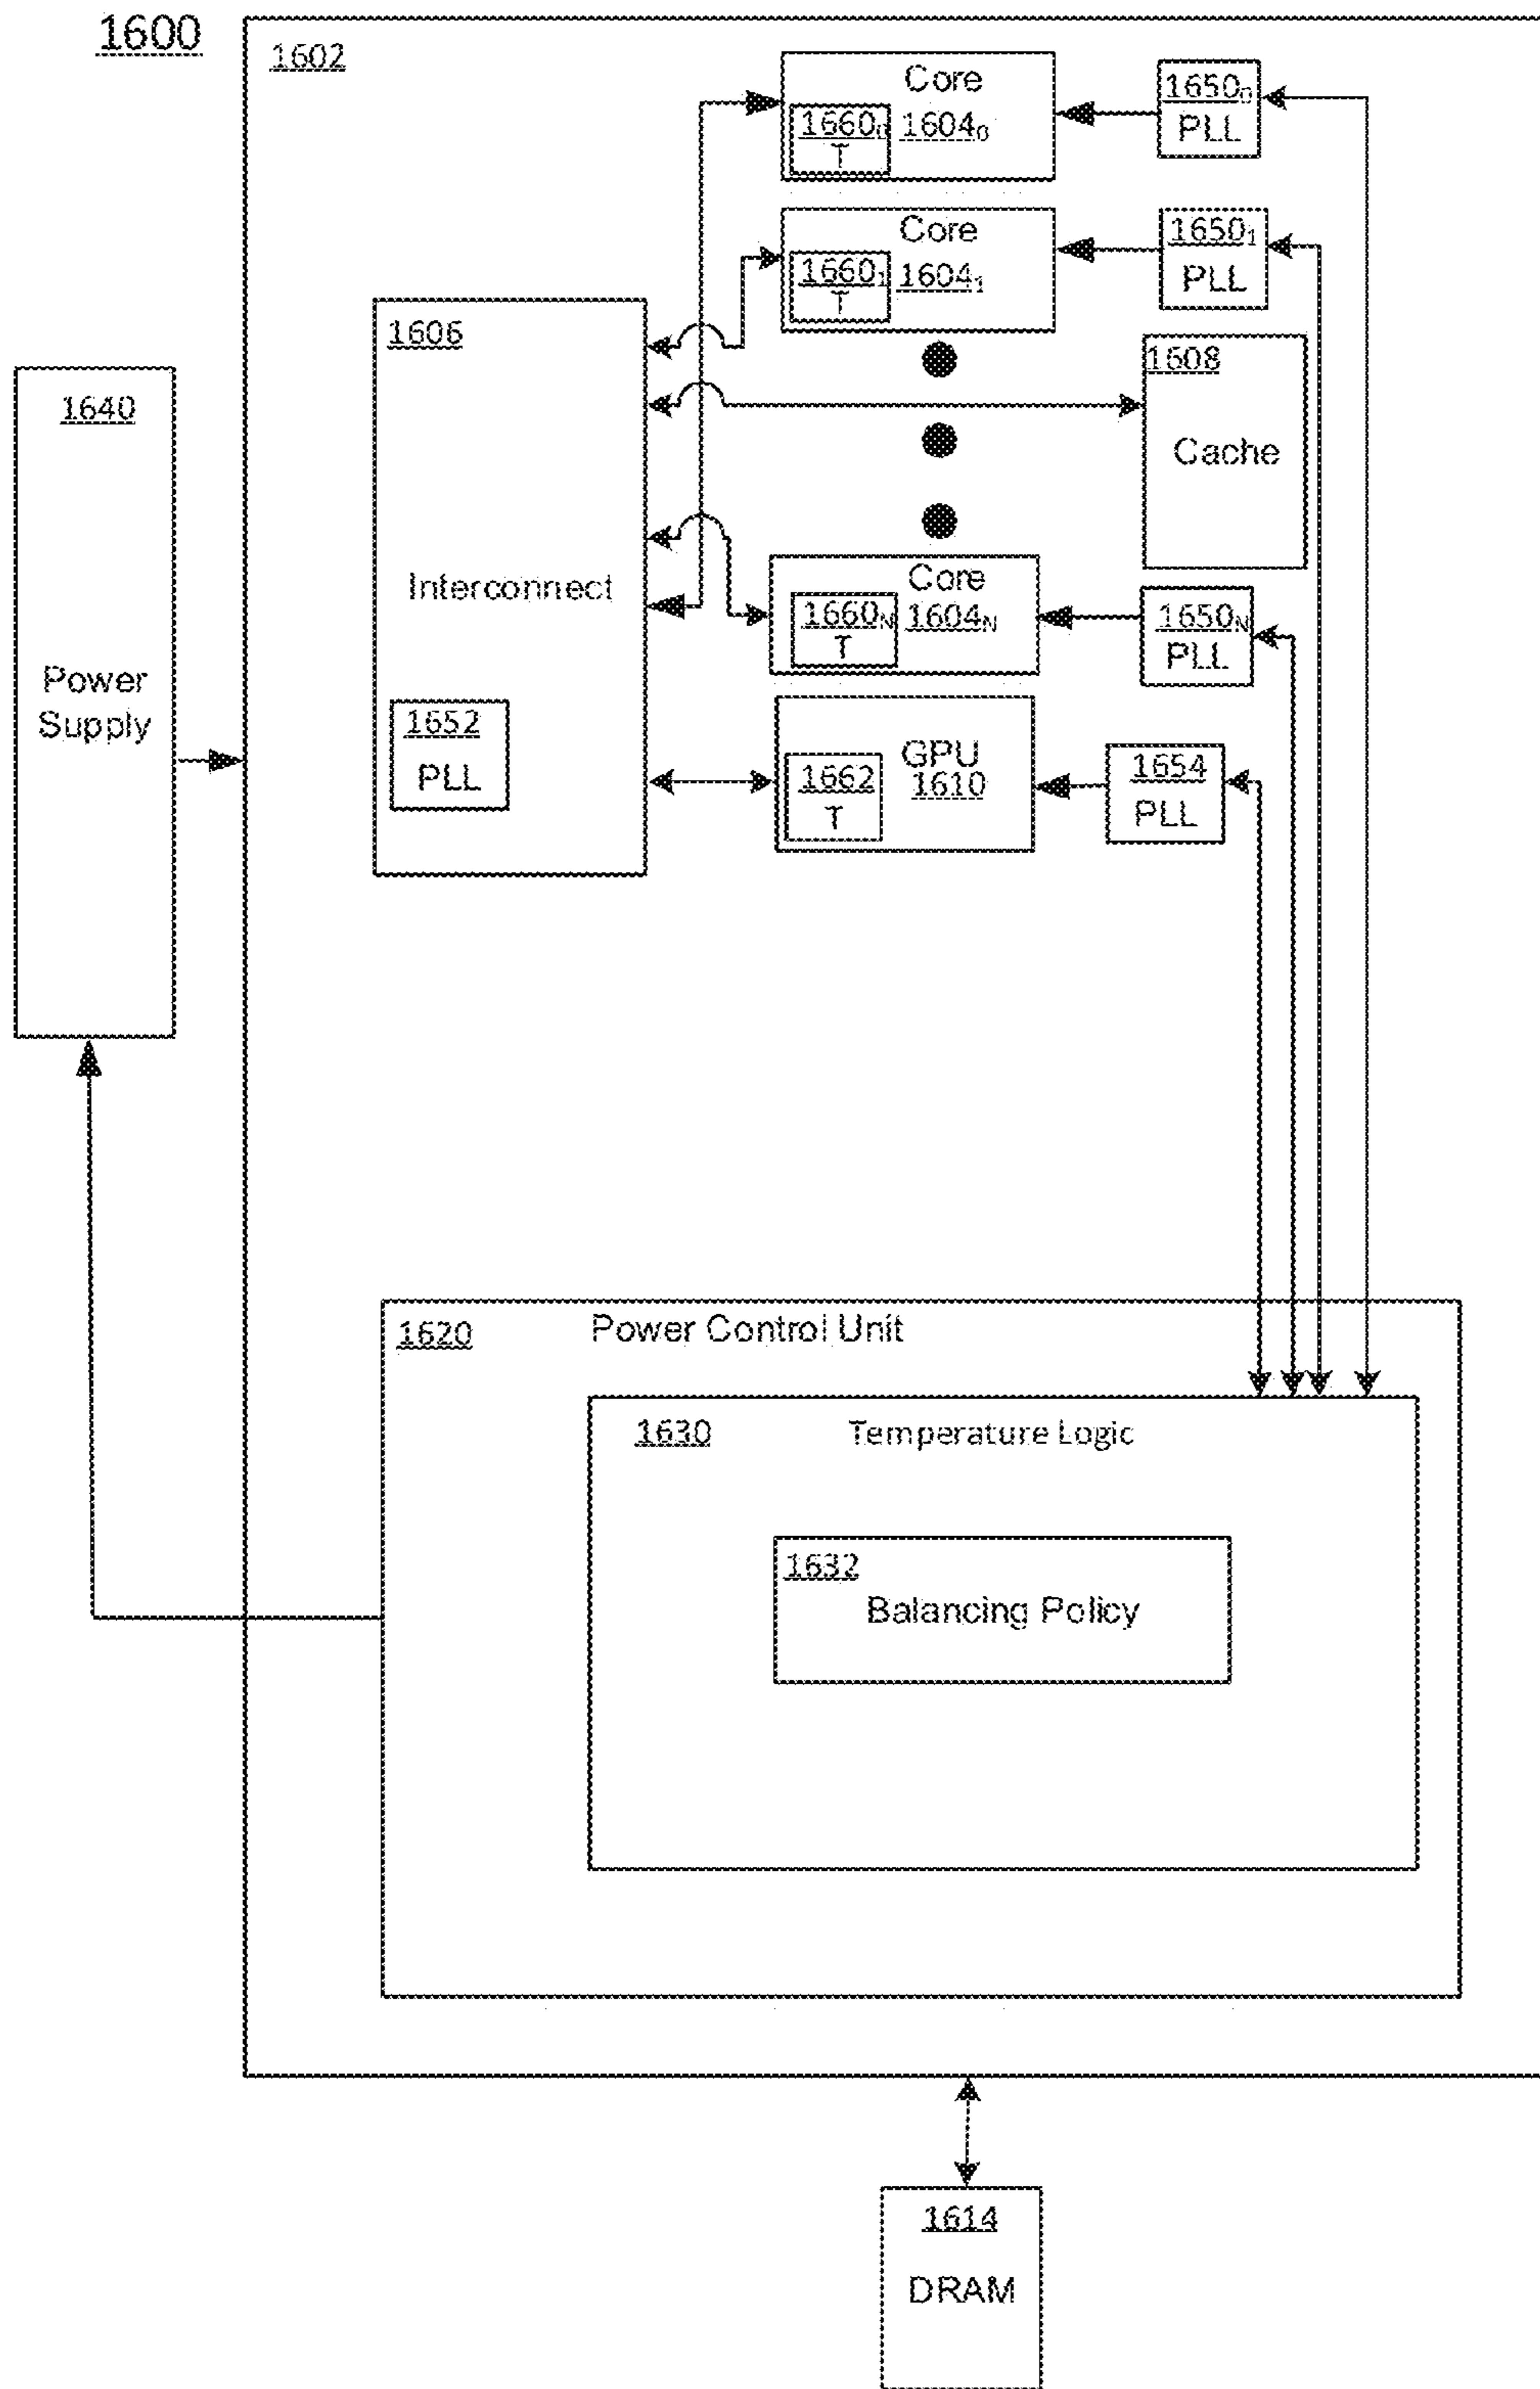 1600
1602
Core
1660₀ 1604₀
T
1650₀
PLL
Core
1660₁ 1604₁
T
1650₁
PLL
1606
Interconnect
1608
Cache
1640
Power
Supply
Core
1660N 1604N
T
1650N
PLL
1652
PLL
GPU
1662 1610
T
1654
PLL
1620 Power Control Unit
1630 Temperature Logic
1632
Balancing Policy
1614
DRAM